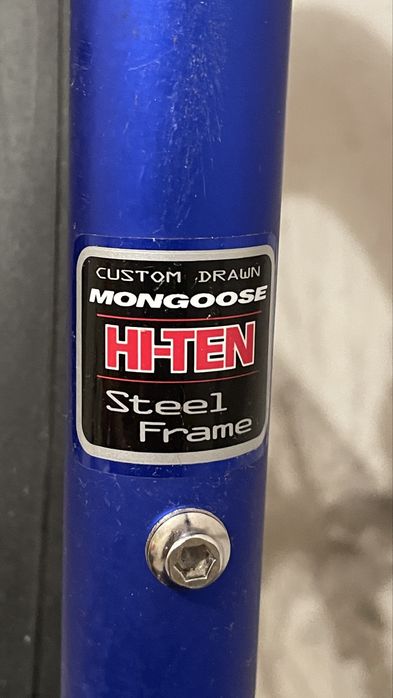 CUSTOM DRAWN
MONGOOSE
HI-TEN
Steel
Frame